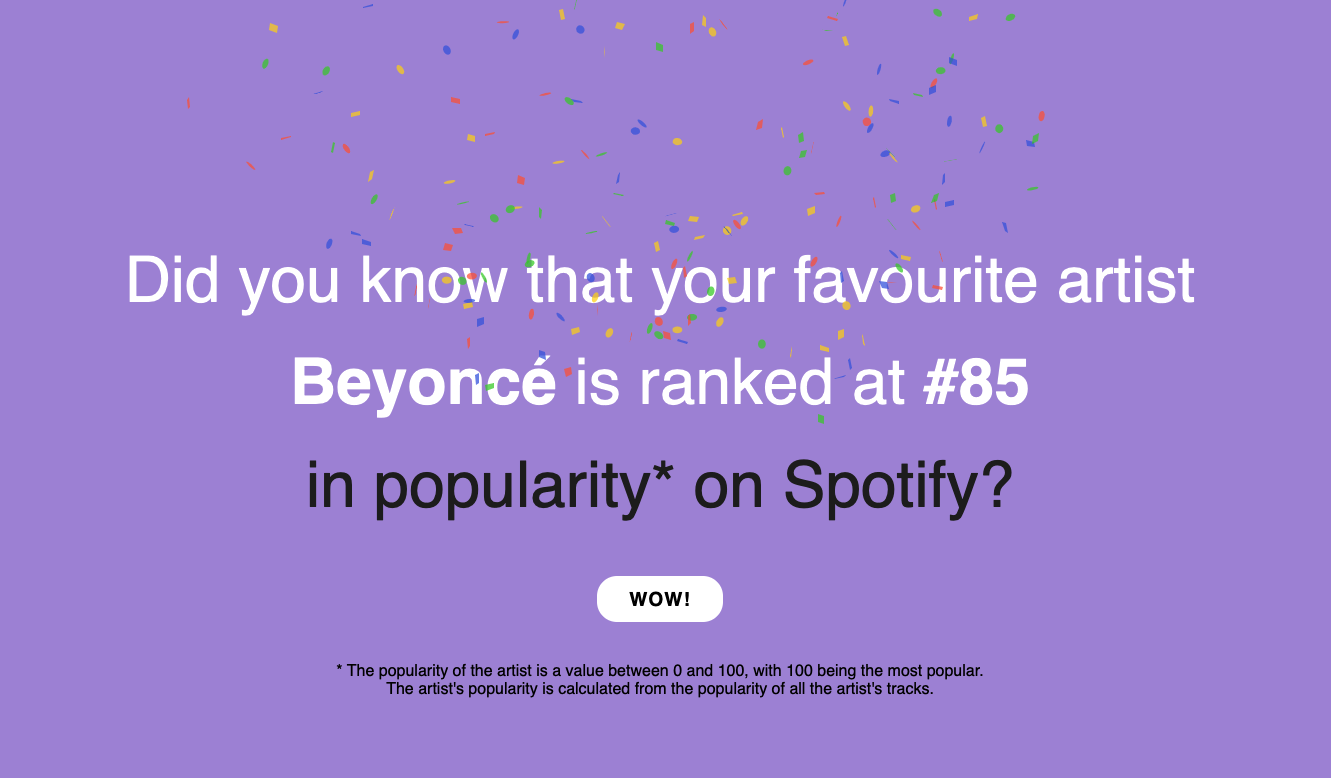 Did you know that your favourite artist
Beyoncé is ranked at #85
in popularity* on Spotify?
WOW!
* The popularity of the artist is a value between 0 and 100, with 100 being the most popular.
The artist's popularity is calculated from the popularity of all the artist's tracks.